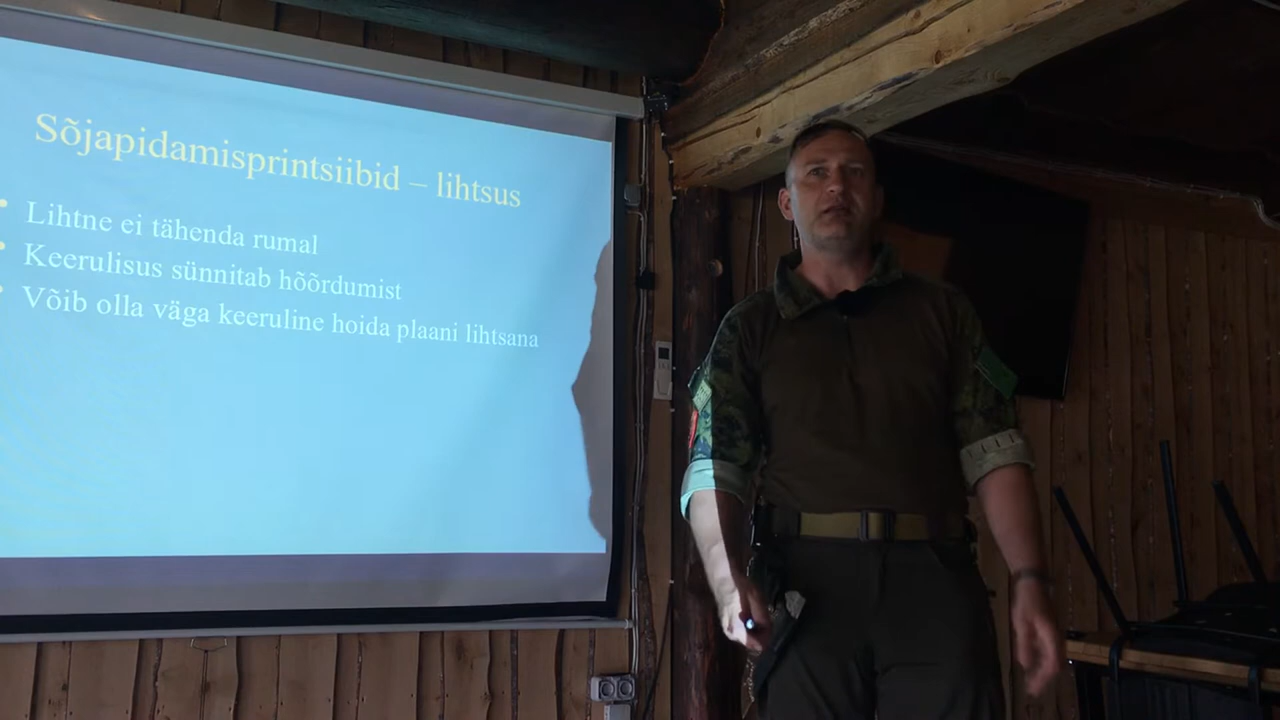 Sõjapidamisprintsiibid – lihtsus
Lihtne ei tähenda rumal
Keerulisus sünnitab hõõrdumist
Võib olla väga keeruline hoida plaani lihtsana